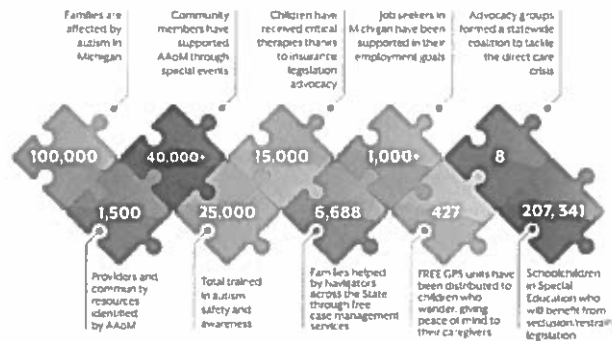 Families are
affected by
autism in
Michigan
Community
members have
supported
AAoM through
special events
Children have
received critical
therapies thanks
to insurance
legislation
advocacy
Job seekers in
Michigan have been
supported in their
employment goals
Advocacy groups
formed a statewide
coalition to tackle
the direct care
crisis
100,000
40,000+
15,000
1,000+
8
1,500
25,000
6,688
427
207,341
Providers and
community
resources
identified
by AAoM
Total trained
in autism
safety and
awareness
Families helped
by Navigators
across the State
through free
case management
services
FREE GPS units have
been distributed to
children who
wander, giving
peace of mind to
their caregivers
Schoolchildren
in Special
Education who
will benefit from
seclusion/restraint
legislation